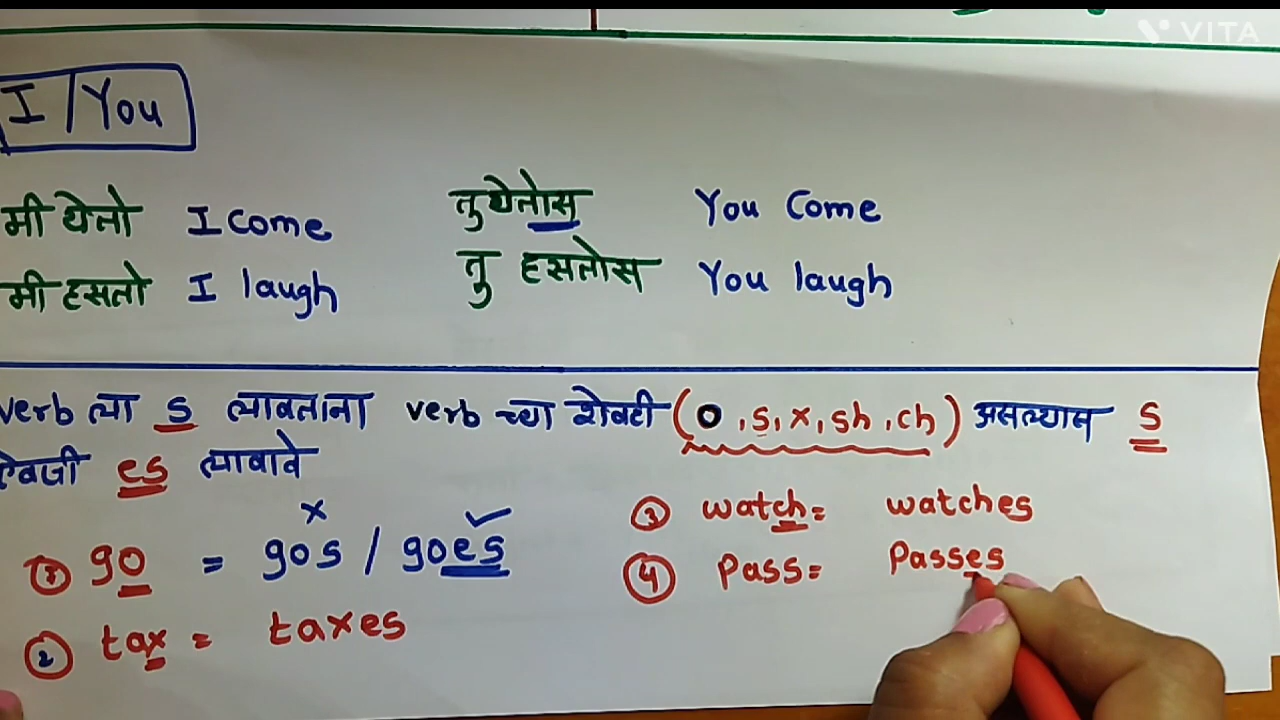 VITA
I/You
मी येतो I come तु येतोस You Come
मी हसतो I laugh तु हसतोस You laugh
verb ला s लावताना verb च्या शेवटी (o, s, x, sh, ch) असल्यास s
ऐवजी es लावावे
① go = gos / goes ③ watch = watches
x ✓
② tax = taxes ④ pass = Passes